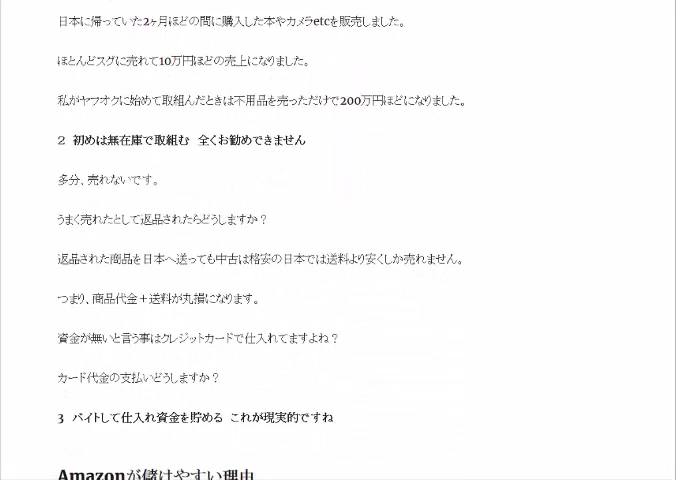 日本に帰っていた2ヶ月ほどの間に購入した本やカメラetcを販売しました。
ほとんどスグに売れて10万円ほどの売上になりました。
私がヤフオクに始めて取組んだときは不用品を売っただけで200万円ほどになりました。
2 初めは無在庫で取組む 全くお勧めできません
多分、売れないです。
うまく売れたとして返品されたらどうしますか？
返品された商品を日本へ送っても中古は格安の日本では送料より安くしか売れません。
つまり、商品代金＋送料が丸損になります。
資金が無いと言う事はクレジットカードで仕入れてますよね？
カード代金の支払いどうしますか？
3 バイトして仕入れ資金を貯める これが現実的ですね
Amazonが儲けやすい理由